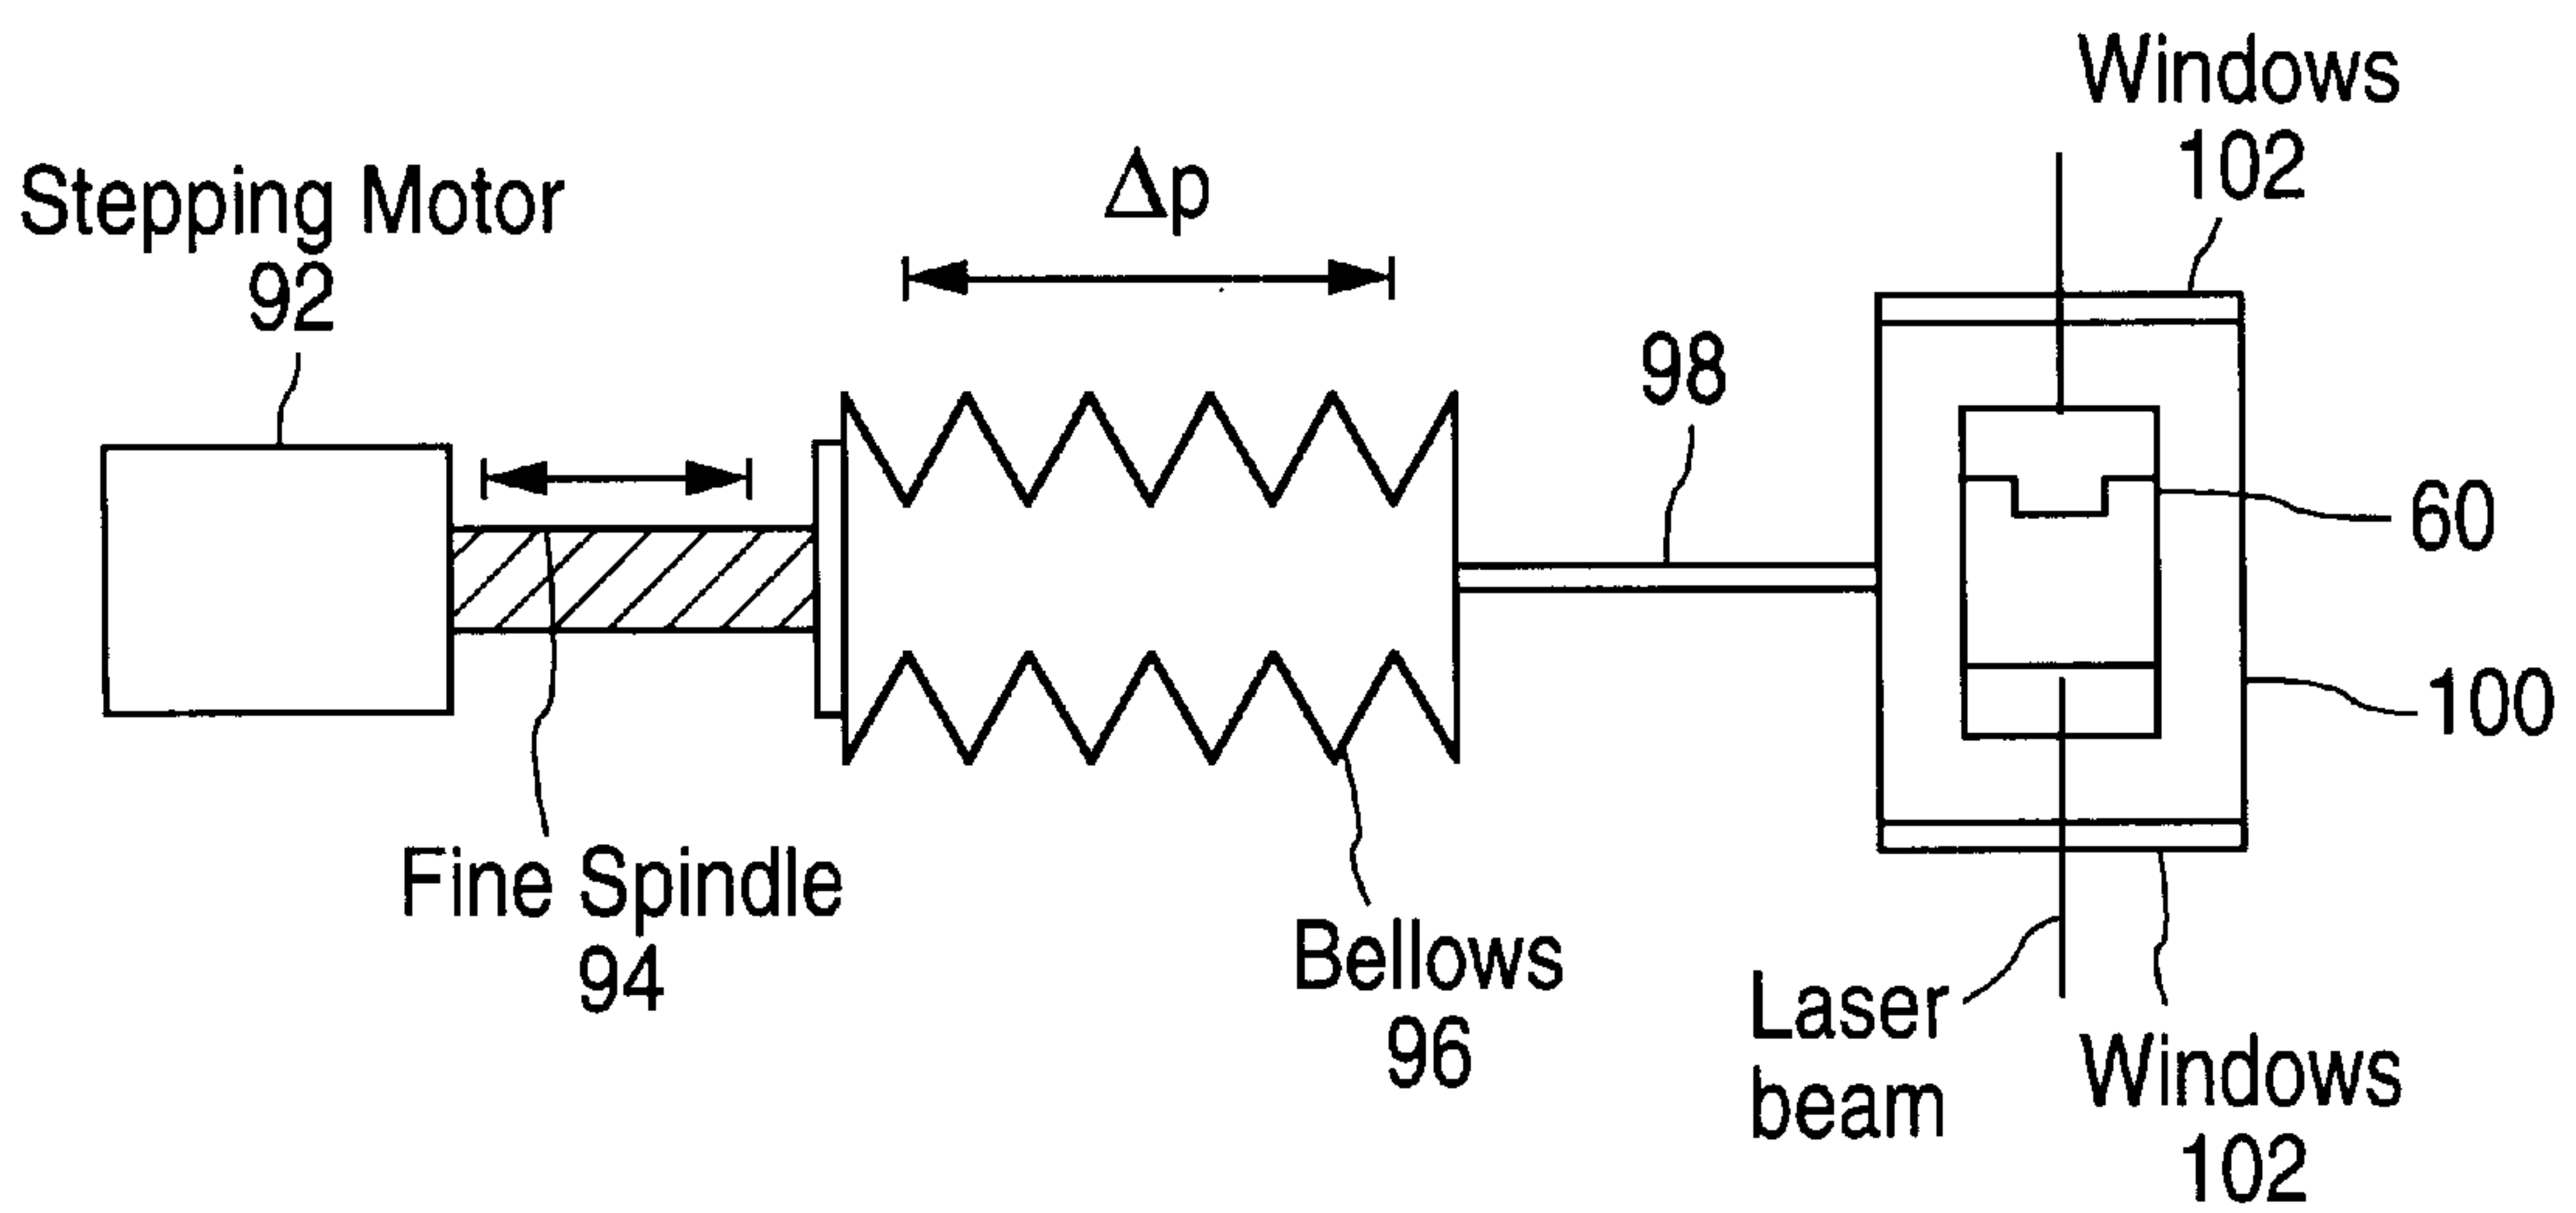 Windows
102
Stepping Motor
92
Δp
98
60
100
Fine Spindle
94
Bellows
96
Laser
beam
Windows
102